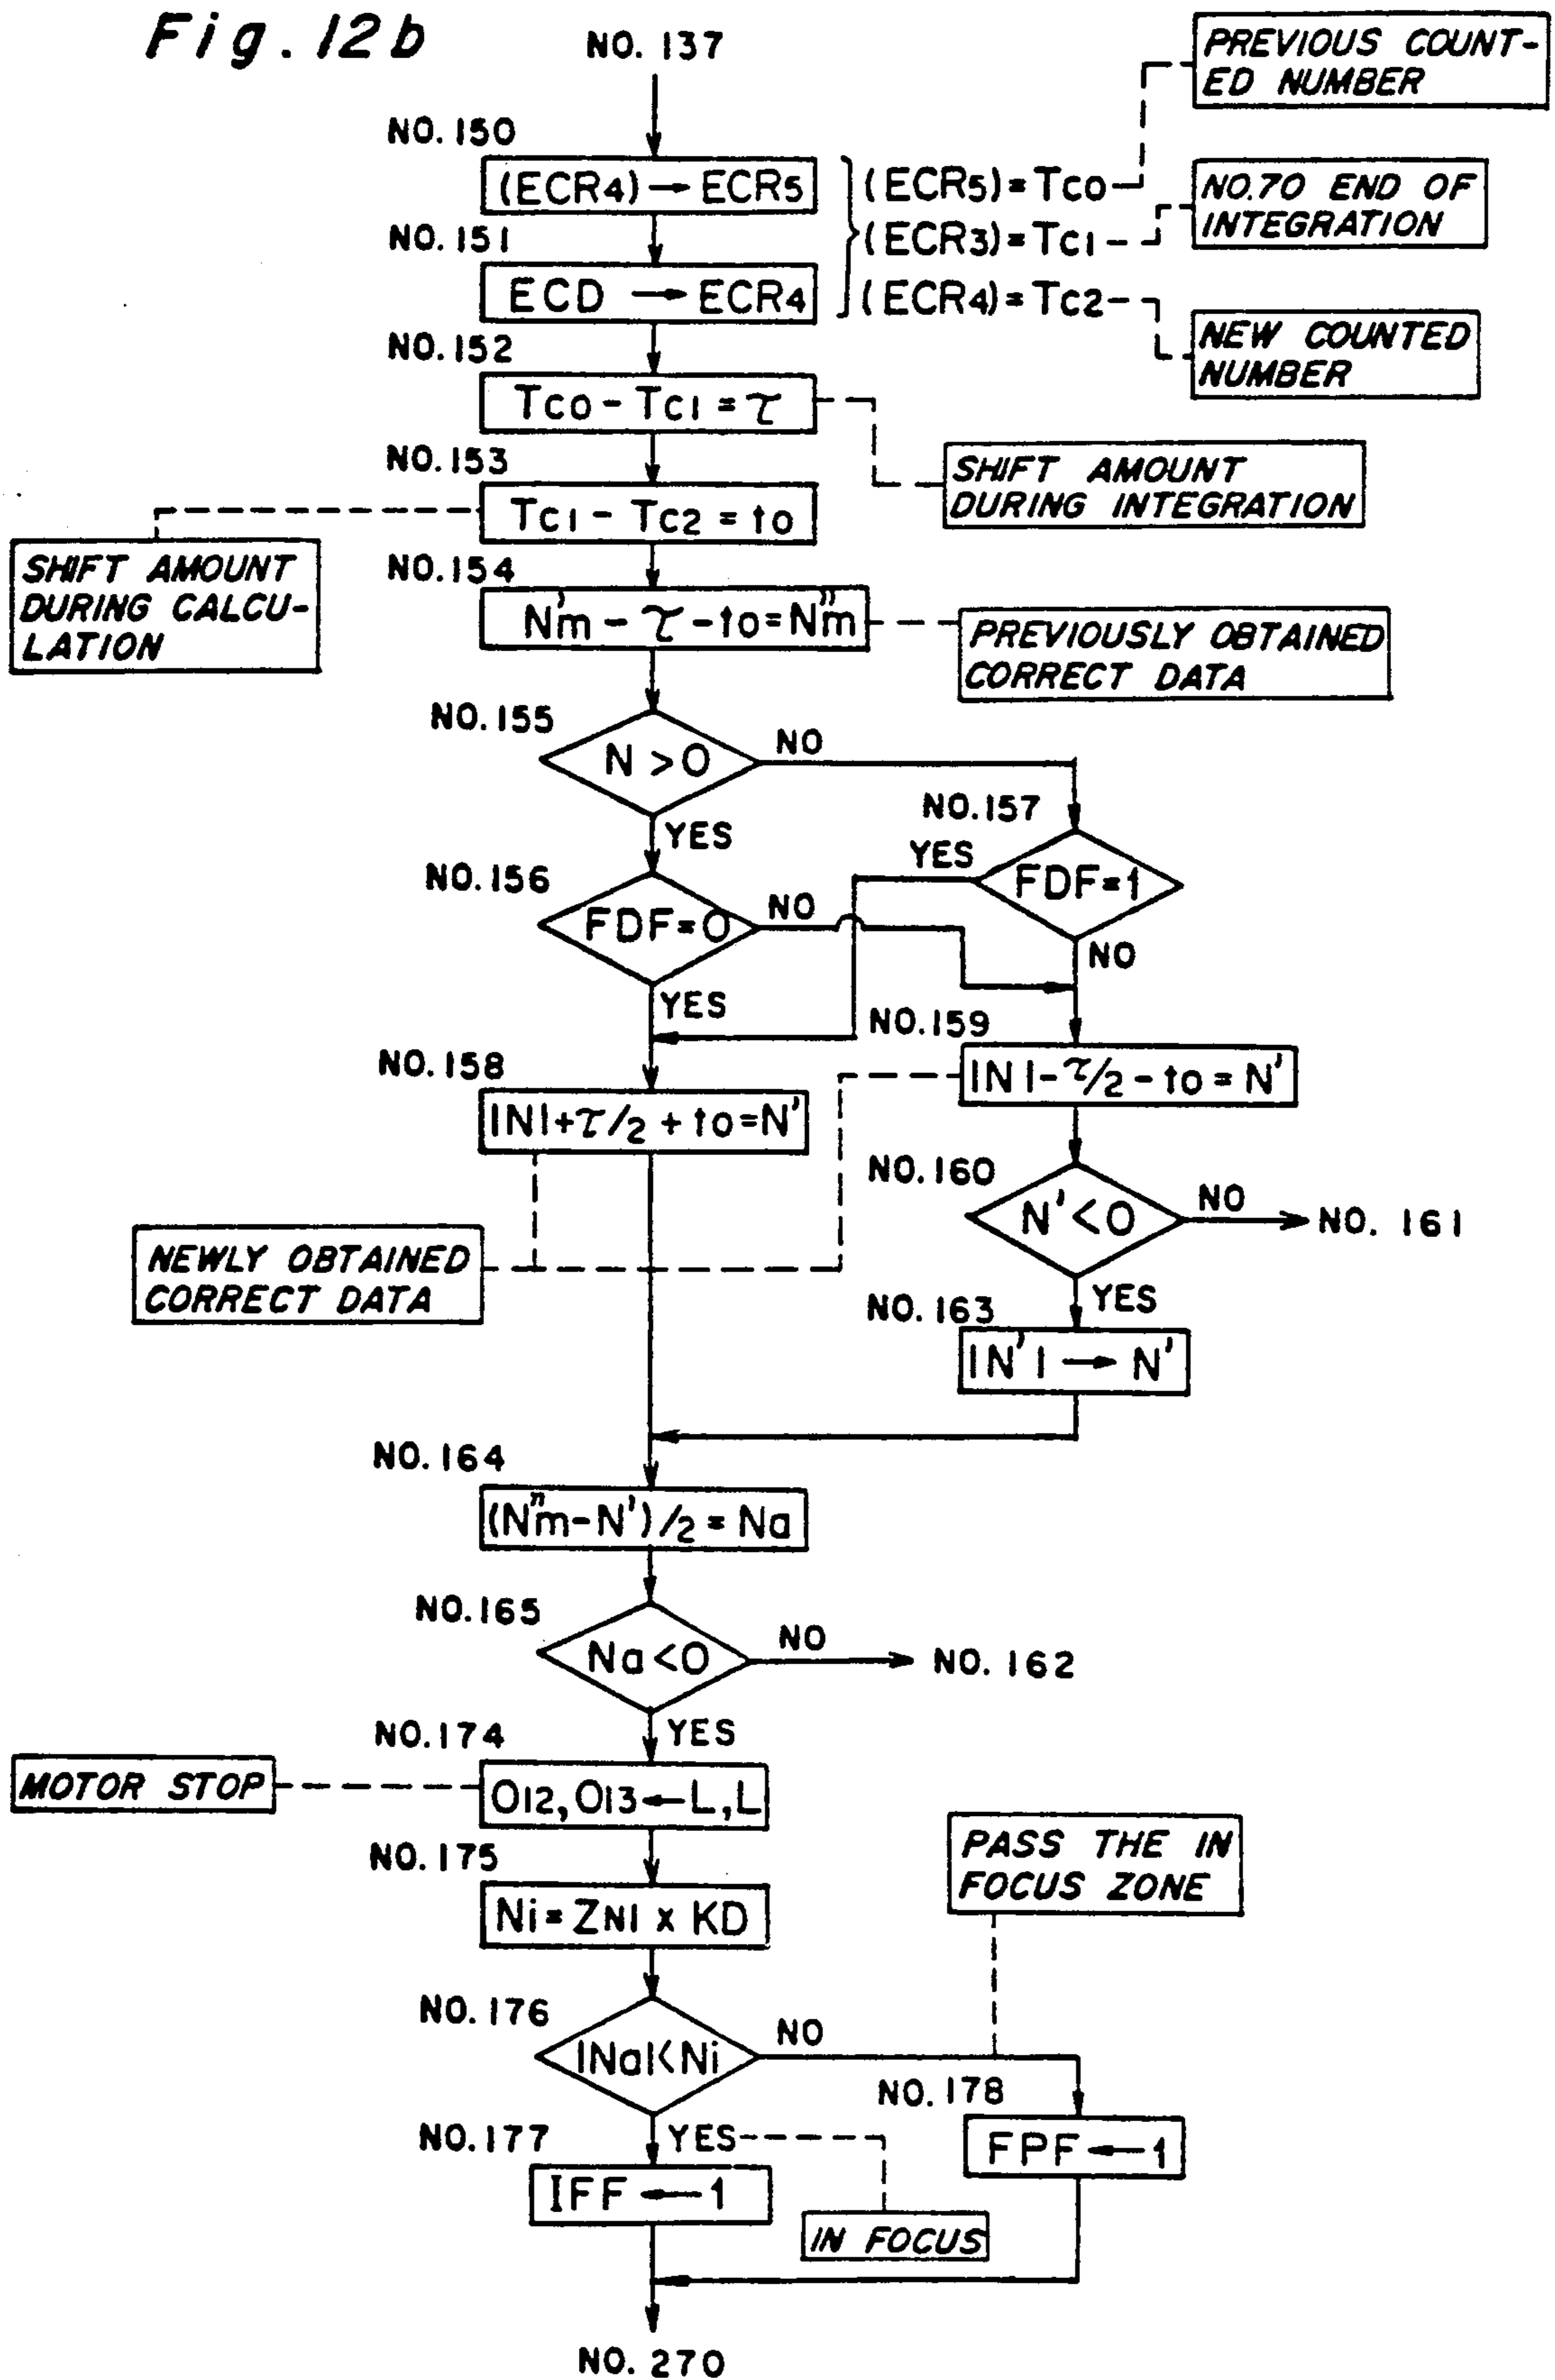 Fig. 12b
NO. 137
PREVIOUS COUNT-
ED NUMBER
NO. 150
(ECR4) → ECR5
(ECR5) = Tco
NO.70 END OF
INTEGRATION
NO. 151
(ECR3) = Tc1
ECD → ECR4
(ECR4) = Tc2
NEW COUNTED
NUMBER
NO. 152
Tco - Tc1 = τ
SHIFT AMOUNT
DURING INTEGRATION
NO. 153
Tc1 - Tc2 = to
SHIFT AMOUNT
DURING CALCU-
LATION
NO. 154
N'm - τ - to = N"m
PREVIOUSLY OBTAINED
CORRECT DATA
NO. 155
N > 0
NO
YES
NO. 157
FDF = 1
YES
NO
NO. 156
FDF = 0
NO
YES
NO. 159
|N| - τ/2 - to = N'
NO. 158
|N| + τ/2 + to = N'
NO. 160
N' < 0
NO
NO. 161
YES
NEWLY OBTAINED
CORRECT DATA
NO. 163
|N'| → N'
NO. 164
(N"m - N')/2 = Na
NO. 165
Na < 0
NO
NO. 162
YES
NO. 174
MOTOR STOP
O12, O13 ← L, L
NO. 175
Ni = ZN1 x KD
PASS THE IN
FOCUS ZONE
NO. 176
|Na| < Ni
NO
YES
NO. 178
FPF ← 1
NO. 177
IFF ← 1
IN FOCUS
NO. 270